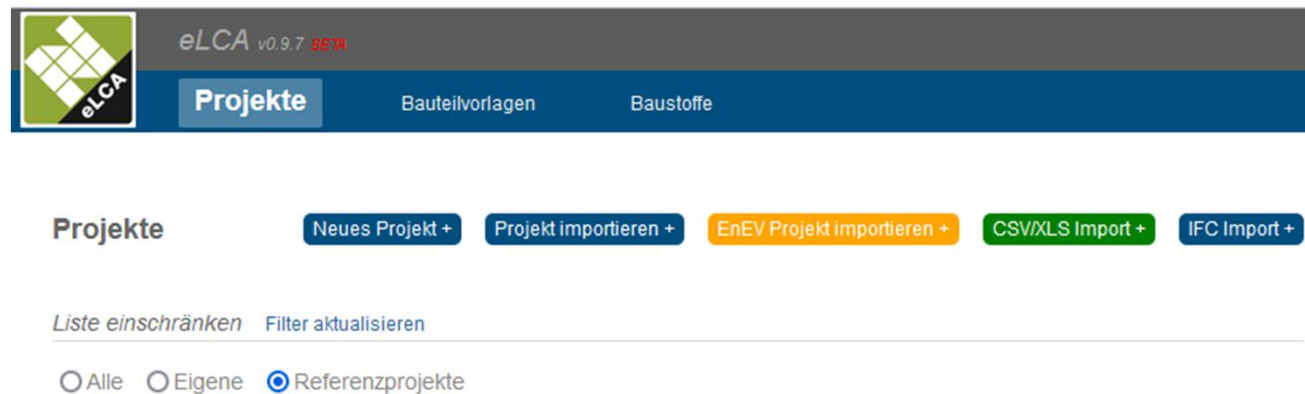 eLCA v0.9.7 BETA
eLCA
Projekte Bauteilvorlagen Baustoffe
Projekte Neues Projekt + Projekt importieren + EnEV Projekt importieren + CSV/XLS Import + IFC Import +
Liste einschränken Filter aktualisieren
Alle Eigene Referenzprojekte